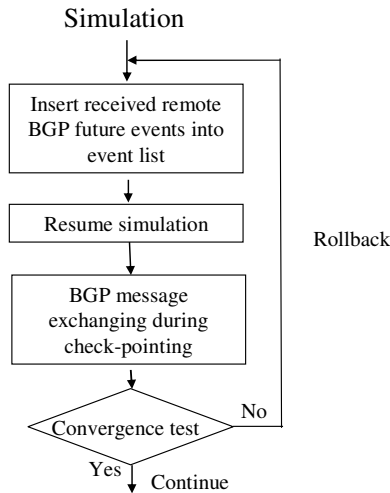 Simulation
Insert received remote
BGP future events into
event list
Resume simulation
Rollback
BGP message
exchanging during
check-pointing
No
Convergence test
Yes
Continue